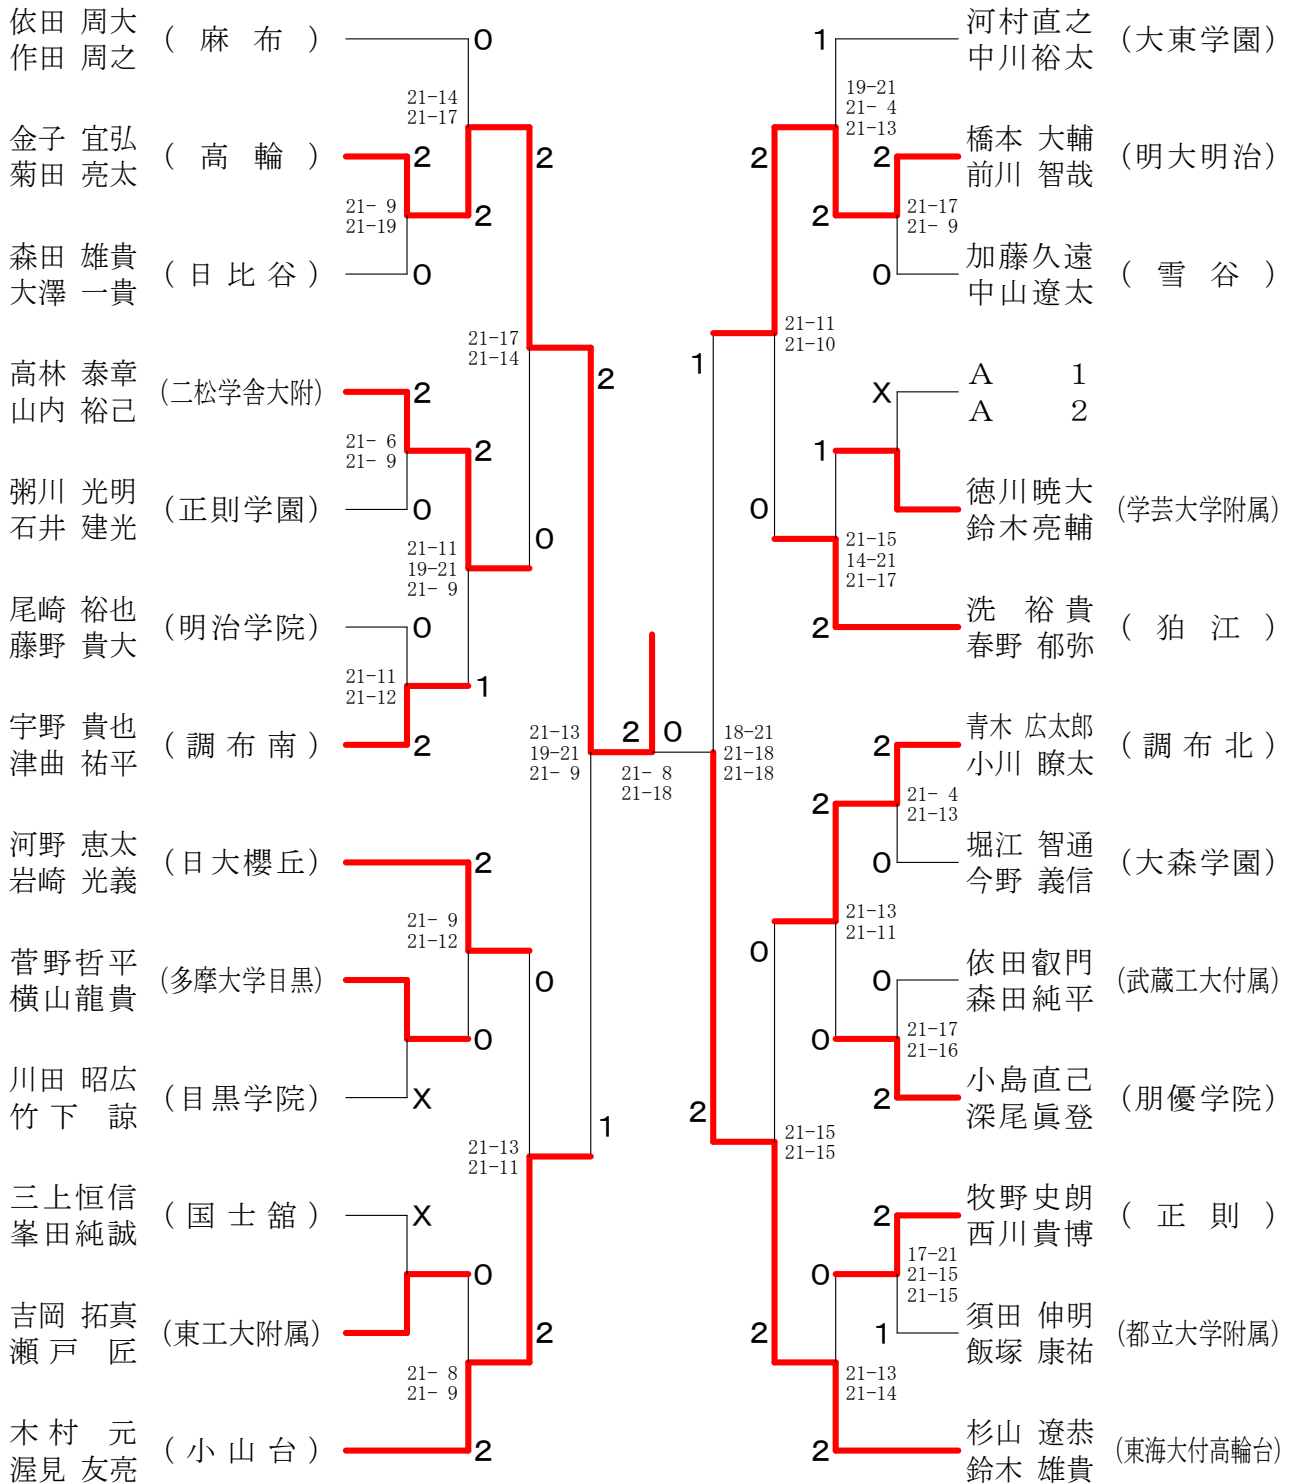 依田 周大
作田 周之
( 麻 布 )
0
21-14
21-17
金子 宜弘
菊田 亮太
( 高 輪 )
2
2
21- 9
21-19
2
森田 雄貴
大澤 一貴
( 日 比 谷 )
0
21-17
21-14
高林 泰章
山内 裕己
(二松学舎大附)
2
2
21- 6
21- 9
2
粥川 光明
石井 建光
(正則学園)
0
0
21-11
19-21
21- 9
尾崎 裕也
藤野 貴大
(明治学院)
0
21-11
21-12
1
宇野 貴也
津曲 祐平
( 調 布 南 )
2
21-13
19-21
21- 9
2
0
21- 8
21-18
河野 恵太
岩崎 光義
(日大櫻丘)
2
21- 9
21-12
菅野哲平
横山龍貴
(多摩大学目黒)
0
0
川田 昭広
竹下 諒
(目黒学院)
X
1
21-13
21-11
三上恒信
峯田純誠
( 国 士 舘 )
X
0
吉岡 拓真
瀬戸 匠
(東工大附属)
2
21- 8
21- 9
木村 元
渥見 友亮
( 小 山 台 )
2
1
河村直之
中川裕太
(大東学園)
19-21
21- 4
21-13
2
2
橋本 大輔
前川 智哉
(明大明治)
2
21-17
21- 9
0
加藤久遠
中山遼太
( 雪 谷 )
21-11
21-10
1
X
A 1
A 2
1
0
徳川暁大
鈴木亮輔
(学芸大学附属)
21-15
14-21
21-17
2
洗 裕貴
春野 郁弥
( 狛 江 )
18-21
21-18
21-18
2
青木 広太郎
小川 瞭太
( 調 布 北 )
2
21- 4
21-13
0
堀江 智通
今野 義信
(大森学園)
21-13
21-11
0
0
依田叡門
森田純平
(武蔵工大付属)
0
21-17
21-16
2
小島直己
深尾眞登
(朋優学院)
2
21-15
21-15
2
牧野史朗
西川貴博
( 正 則 )
0
17-21
21-15
21-15
2
1
須田 伸明
飯塚 康祐
(都立大学附属)
21-13
21-14
2
杉山 遼恭
鈴木 雄貴
(東海大付高輪台)